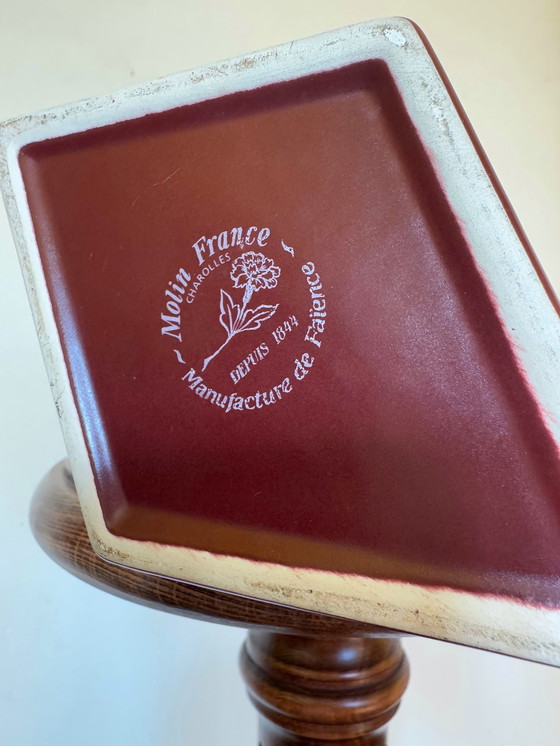 ~ Molin France ~
CHAROLLES
DEPUIS 1844
Manufacture de Faïence